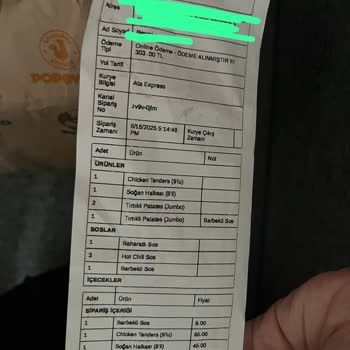 Adres
Ad Soyad
Ödeme Tipi Online Ödeme - ÖDEME ALINMIŞTIR !!!
303 .00 TL
Yol Tarifi
Kurye Bilgisi Ata Express
Kanal Sipariş No
Sipariş Zamanı 5:14:48 PM Kurye Çıkış Zamanı
Adet Ürün Not
ÜRÜNLER
1 Chicken Tenders (9'lu)
1 Soğan Halkası (8'li)
2 Tırtıklı Patates (Jumbo)
1 Tırtıklı Patates (Jumbo) Barbekü Sos
SOSLAR
1 Baharatlı Sos
3 Hot Chili Sos
1 Barbekü Sos
İÇECEKLER
Adet Ürün Fiyat
SİPARİŞ İÇERİĞİ
1 Barbekü Sos 8.00
1 Chicken Tenders (9'lu) 85.00
1 Soğan Halkası (8'li) 45.00